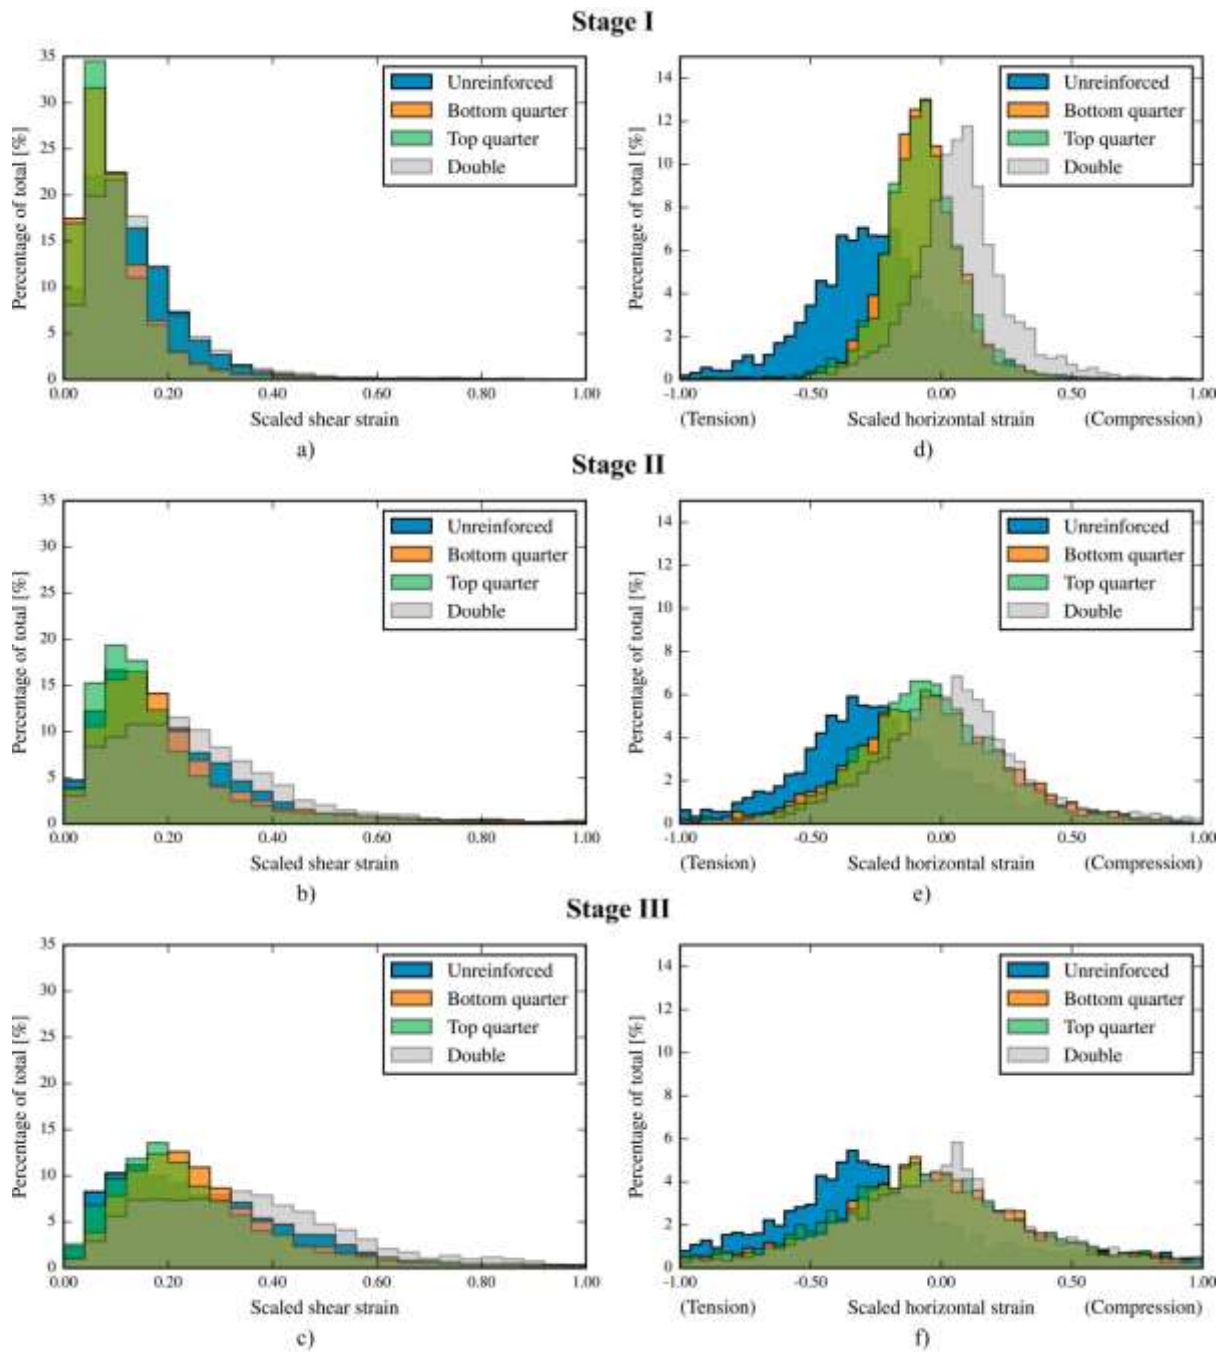 Stage I
35
30
25
20
15
10
5
0
Percentage of total [%]
Unreinforced
Bottom quarter
Top quarter
Double
0.00 0.20 0.40 0.60 0.80 1.00
Scaled shear strain
a)
14
12
10
8
6
4
2
0
Percentage of total [%]
Unreinforced
Bottom quarter
Top quarter
Double
-1.00 -0.50 0.00 0.50 1.00
(Tension) Scaled horizontal strain (Compression)
d)
Stage II
35
30
25
20
15
10
5
0
Percentage of total [%]
Unreinforced
Bottom quarter
Top quarter
Double
0.00 0.20 0.40 0.60 0.80 1.00
Scaled shear strain
b)
14
12
10
8
6
4
2
0
Percentage of total [%]
Unreinforced
Bottom quarter
Top quarter
Double
-1.00 -0.50 0.00 0.50 1.00
(Tension) Scaled horizontal strain (Compression)
e)
Stage III
35
30
25
20
15
10
5
0
Percentage of total [%]
Unreinforced
Bottom quarter
Top quarter
Double
0.00 0.20 0.40 0.60 0.80 1.00
Scaled shear strain
c)
14
12
10
8
6
4
2
0
Percentage of total [%]
Unreinforced
Bottom quarter
Top quarter
Double
-1.00 -0.50 0.00 0.50 1.00
(Tension) Scaled horizontal strain (Compression)
f)